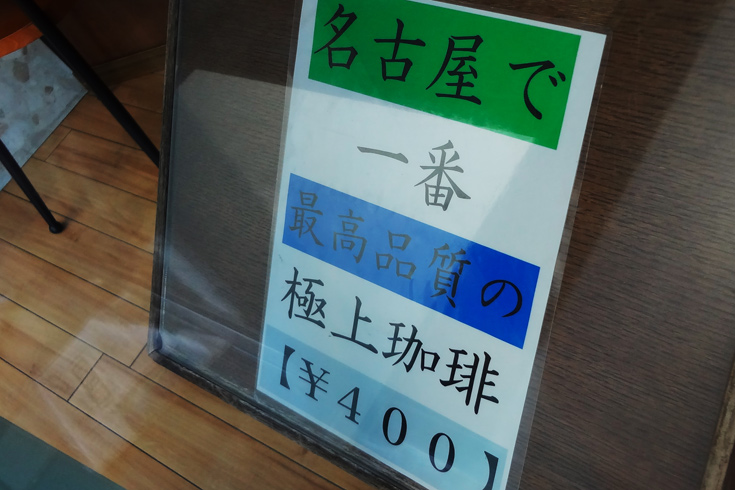 名古屋で
一番
最高品質の
極上珈琲
【¥400】